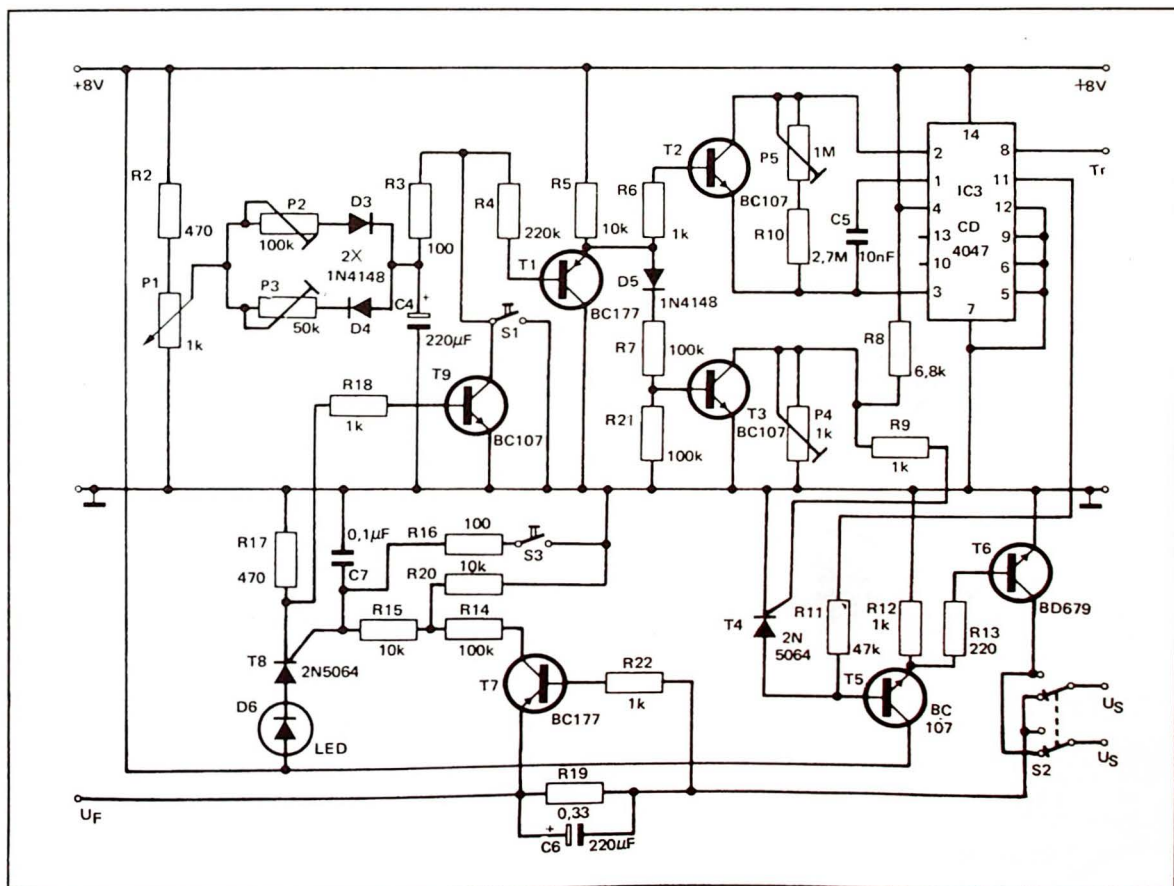 +8V
+8V
R2
470
P1
1k
P2
100k
D3
2X
1N4148
P3
50k
D4
R3
100
C4
+
220µF
R4
220k
S1
T1
BC177
R5
10k
R6
1k
D5
1N4148
R7
100k
R21
100k
T2
BC107
T3
BC107
P5
1M
R10
2,7M
C5
10nF
P4
1k
R8
6,8k
R9
1k
14
2
1
4
13
10
3
8
11
12
9
6
5
7
IC3
CD
4047
Tr
R18
1k
T9
BC107
R17
470
0,1µF
C7
R16
100
S3
R20
10k
R15
10k
R14
100k
T8
2N5064
D6
LED
T7
BC177
R22
1k
R19
0,33
C6
+
220µF
UF
T4
2N
5064
R11
47k
R12
1k
R13
220
T5
BC
107
T6
BD679
S2
US
US